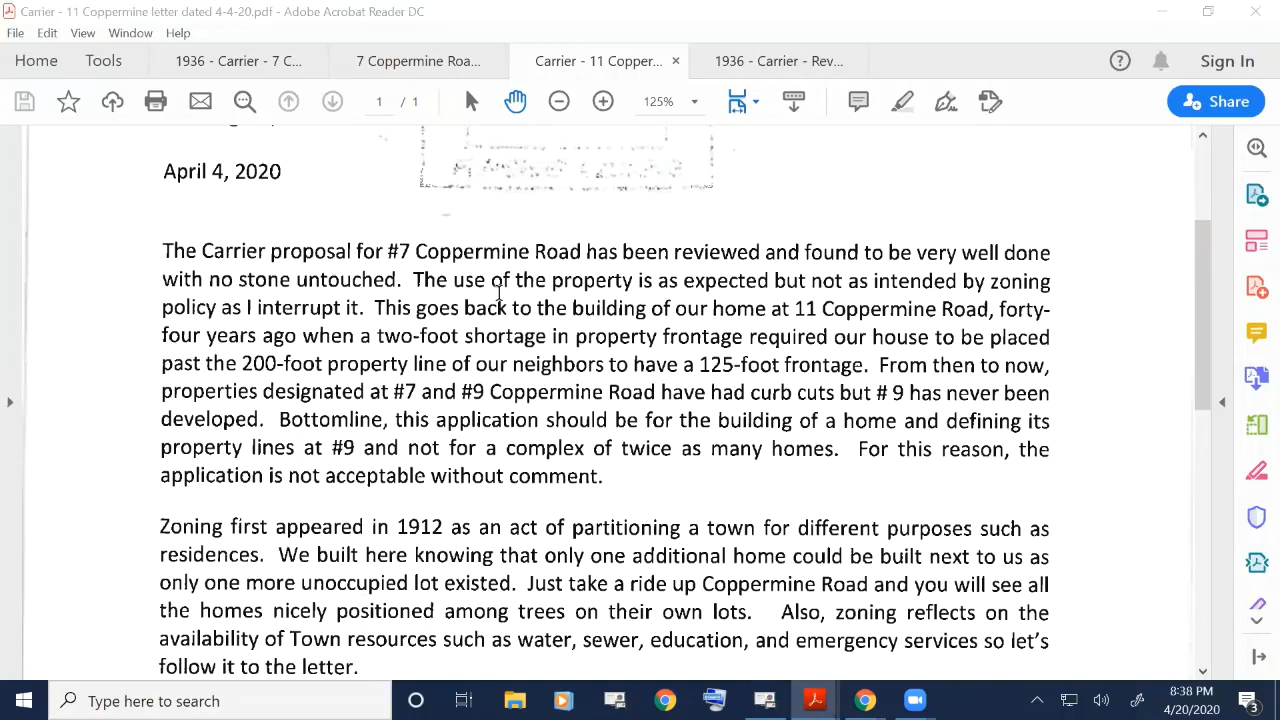 Carrier - 11 Coppermine letter dated 4-4-20.pdf - Adobe Acrobat Reader DC
File Edit View Window Help
Home Tools 1936 - Carrier - 7 C... 7 Coppermine Roa... Carrier - 11 Copper... × 1936 - Carrier - Rev... Sign In
1 / 1 125% Share
April 4, 2020
The Carrier proposal for #7 Coppermine Road has been reviewed and found to be very well done
with no stone untouched. The use of the property is as expected but not as intended by zoning
policy as I interrupt it. This goes back to the building of our home at 11 Coppermine Road, forty-
four years ago when a two-foot shortage in property frontage required our house to be placed
past the 200-foot property line of our neighbors to have a 125-foot frontage. From then to now,
properties designated at #7 and #9 Coppermine Road have had curb cuts but # 9 has never been
developed. Bottomline, this application should be for the building of a home and defining its
property lines at #9 and not for a complex of twice as many homes. For this reason, the
application is not acceptable without comment.
Zoning first appeared in 1912 as an act of partitioning a town for different purposes such as
residences. We built here knowing that only one additional home could be built next to us as
only one more unoccupied lot existed. Just take a ride up Coppermine Road and you will see all
the homes nicely positioned among trees on their own lots. Also, zoning reflects on the
availability of Town resources such as water, sewer, education, and emergency services so let's
follow it to the letter.
Type here to search
8:38 PM
4/20/2020
3